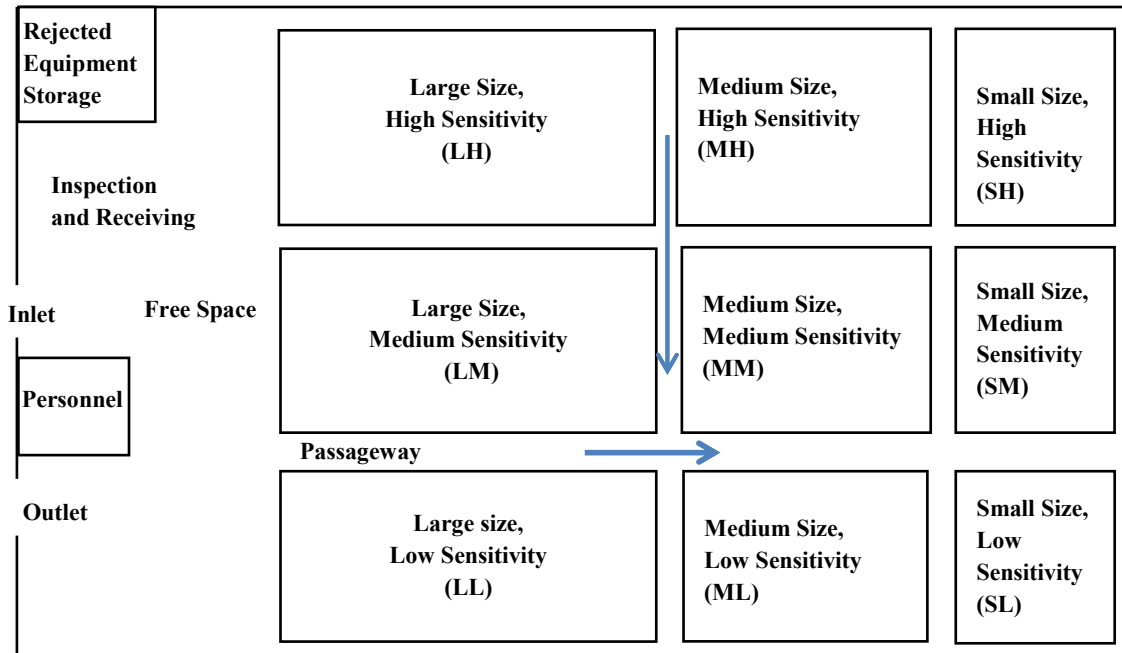 Rejected
Equipment
Storage
Large Size,
High Sensitivity
(LH)
Medium Size,
High Sensitivity
(MH)
Small Size,
High
Sensitivity
(SH)
Inspection
and Receiving
Inlet
Free Space
Large Size,
Medium Sensitivity
(LM)
Medium Size,
Medium Sensitivity
(MM)
Small Size,
Medium
Sensitivity
(SM)
Personnel
Passageway
Outlet
Large size,
Low Sensitivity
(LL)
Medium Size,
Low Sensitivity
(ML)
Small Size,
Low
Sensitivity
(SL)